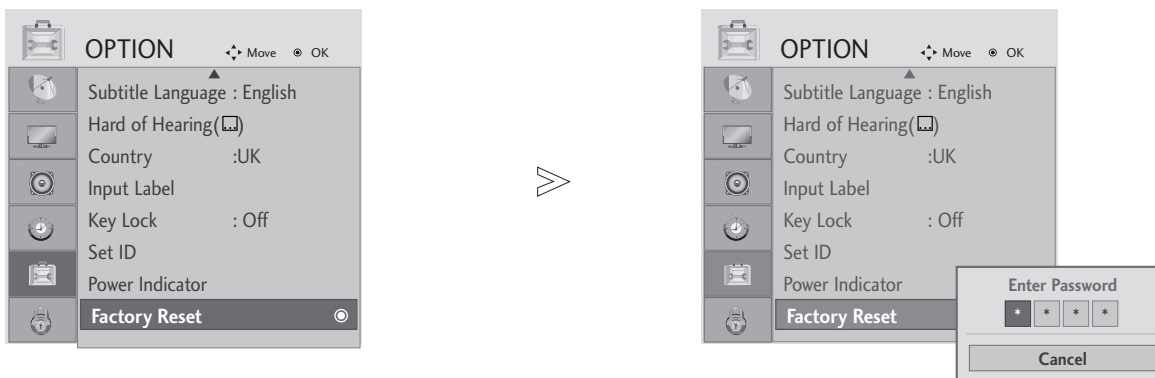 OPTION Move OK
Subtitle Language : English
Hard of Hearing( )
Country :UK
Input Label
Key Lock : Off
Set ID
Power Indicator
Factory Reset
OPTION Move OK
Subtitle Language : English
Hard of Hearing( )
Country :UK
Input Label
Key Lock : Off
Set ID
Power Indicator
Factory Reset
Enter Password
* * * *
Cancel